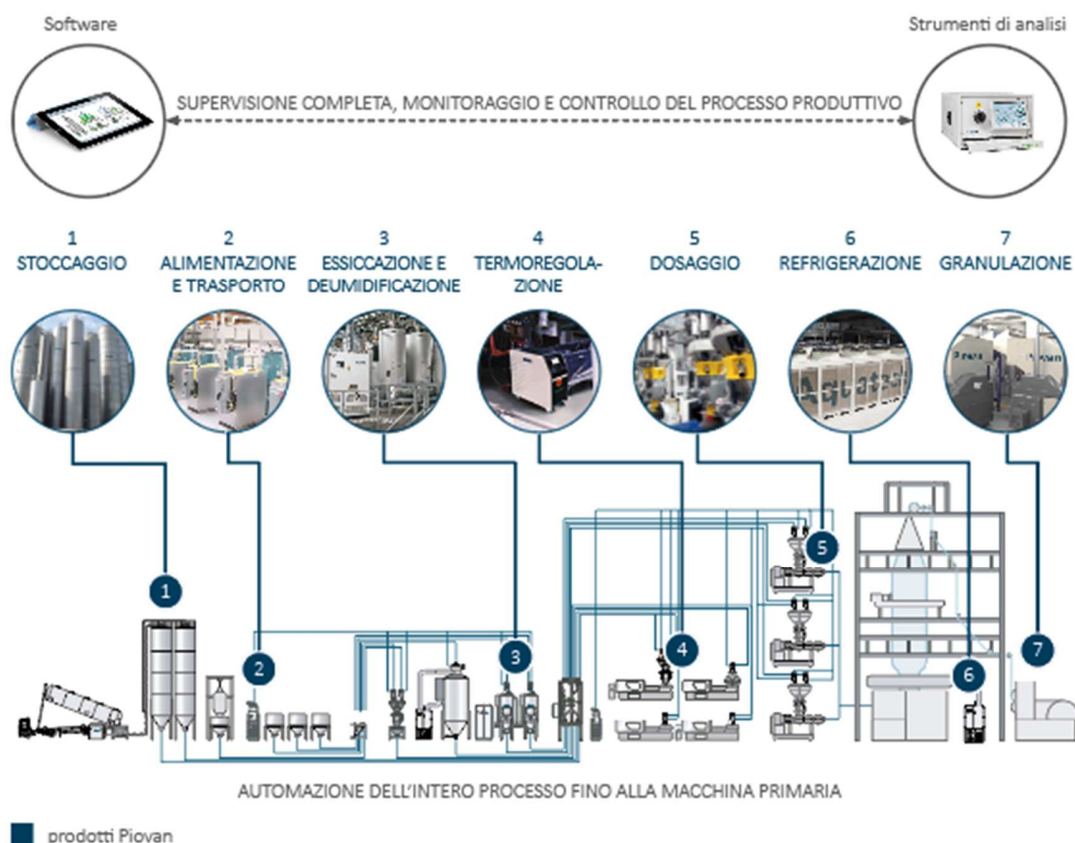 Software
Strumenti di analisi
SUPERVISIONE COMPLETA, MONITORAGGIO E CONTROLLO DEL PROCESSO PRODUTTIVO
1
STOCCAGGIO
2
ALIMENTAZIONE
E TRASPORTO
3
ESSICCAZIONE E
DEUMIDIFICAZIONE
4
TERMOREGOLA-
ZIONE
5
DOSAGGIO
6
REFRIGERAZIONE
7
GRANULAZIONE
Piovan
1
2
3
4
5
6
7
AUTOMAZIONE DELL'INTERO PROCESSO FINO ALLA MACCHINA PRIMARIA
prodotti Piovan